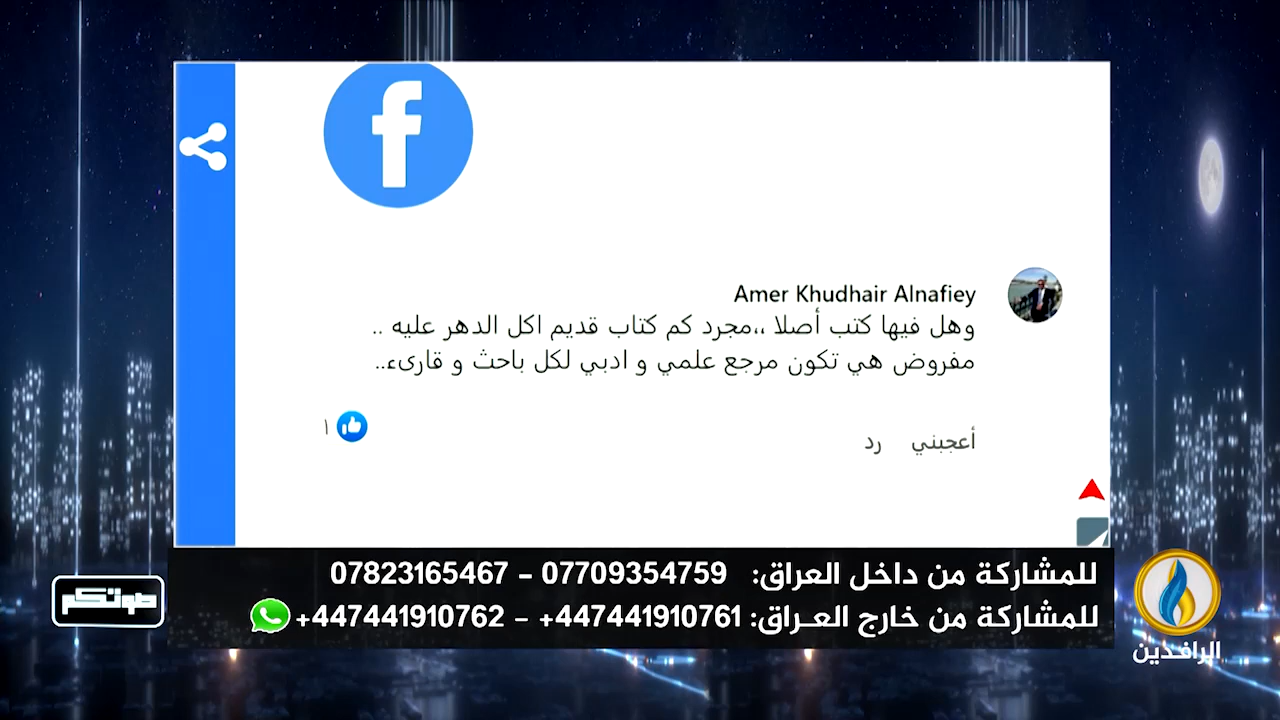 f
Amer Khudhair Alnafiey
وهل فيها كتب أصلا ،،مجرد كم كتاب قديم اكل الدهر عليه ..
مفروض هي تكون مرجع علمي و ادبي لكل باحث و قارىء..
١
أعجبني رد
للمشاركة من داخل العراق: 07709354759 - 07823165467
للمشاركة من خارج العـراق: 447441910761+ - 447441910762+
صوتكم
الرافدين